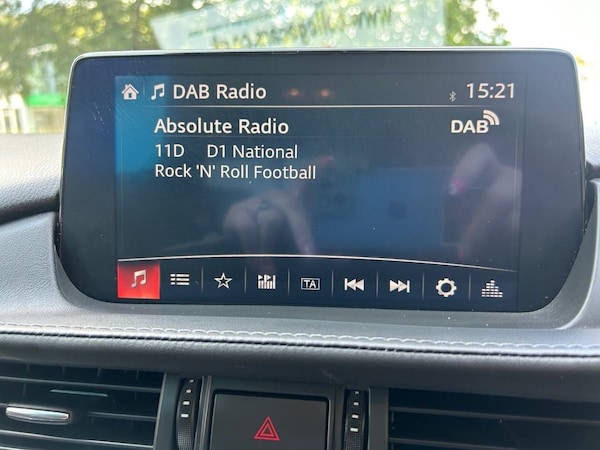 DAB Radio 15:21
Absolute Radio DAB
11D D1 National
Rock 'N' Roll Football
TA